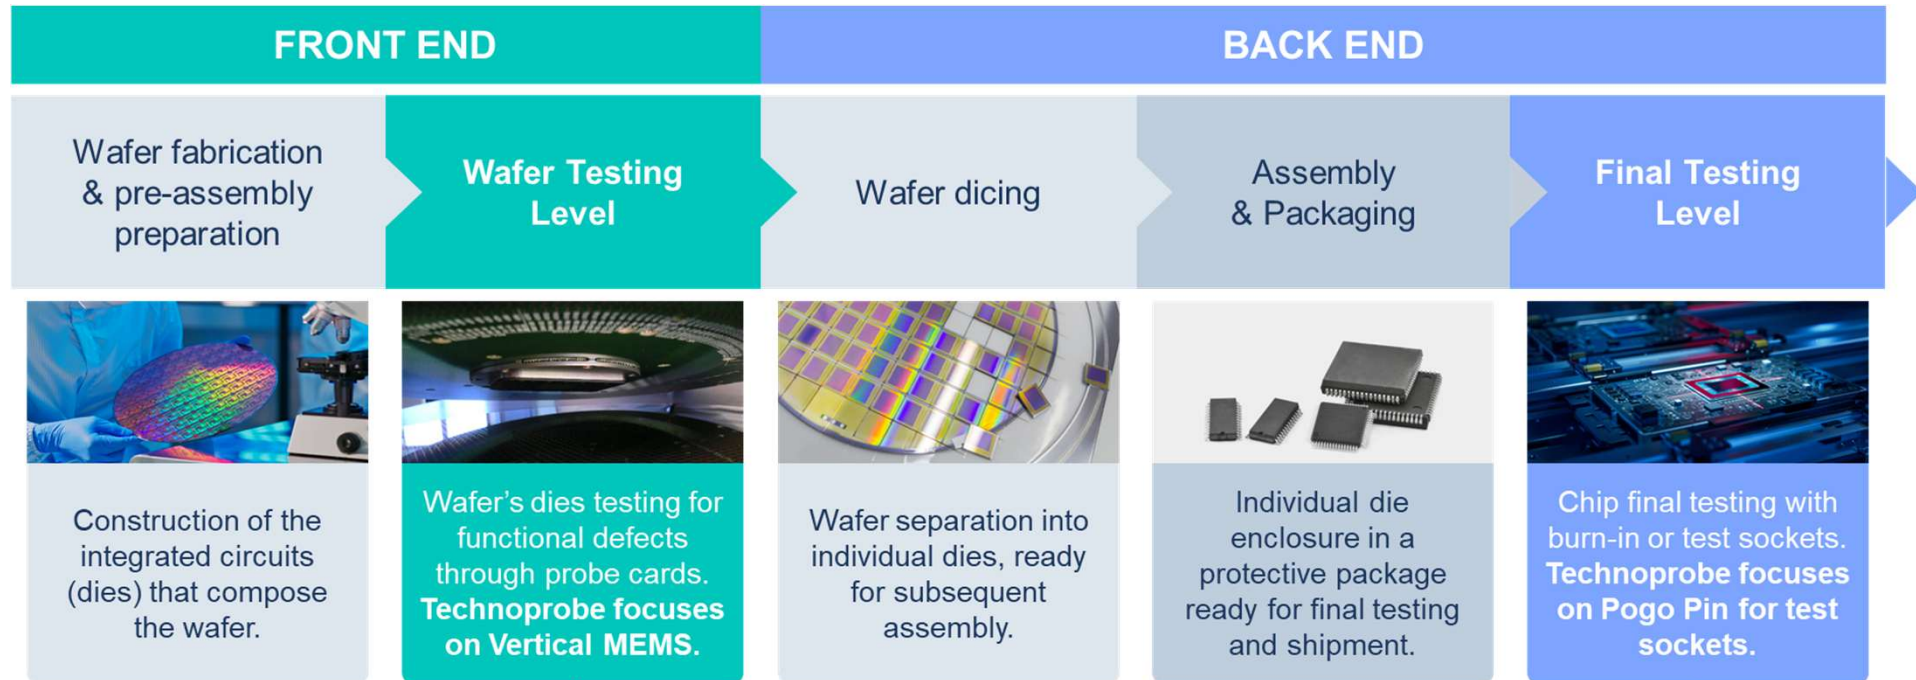 FRONT END
BACK END
Wafer fabrication
& pre-assembly
preparation
Wafer Testing
Level
Wafer dicing
Assembly
& Packaging
Final Testing
Level
Construction of the
integrated circuits
(dies) that compose
the wafer.
Wafer’s dies testing for
functional defects
through probe cards.
Technoprobe focuses
on Vertical MEMS.
Wafer separation into
individual dies, ready
for subsequent
assembly.
Individual die
enclosure in a
protective package
ready for final testing
and shipment.
Chip final testing with
burn-in or test sockets.
Technoprobe focuses
on Pogo Pin for test
sockets.